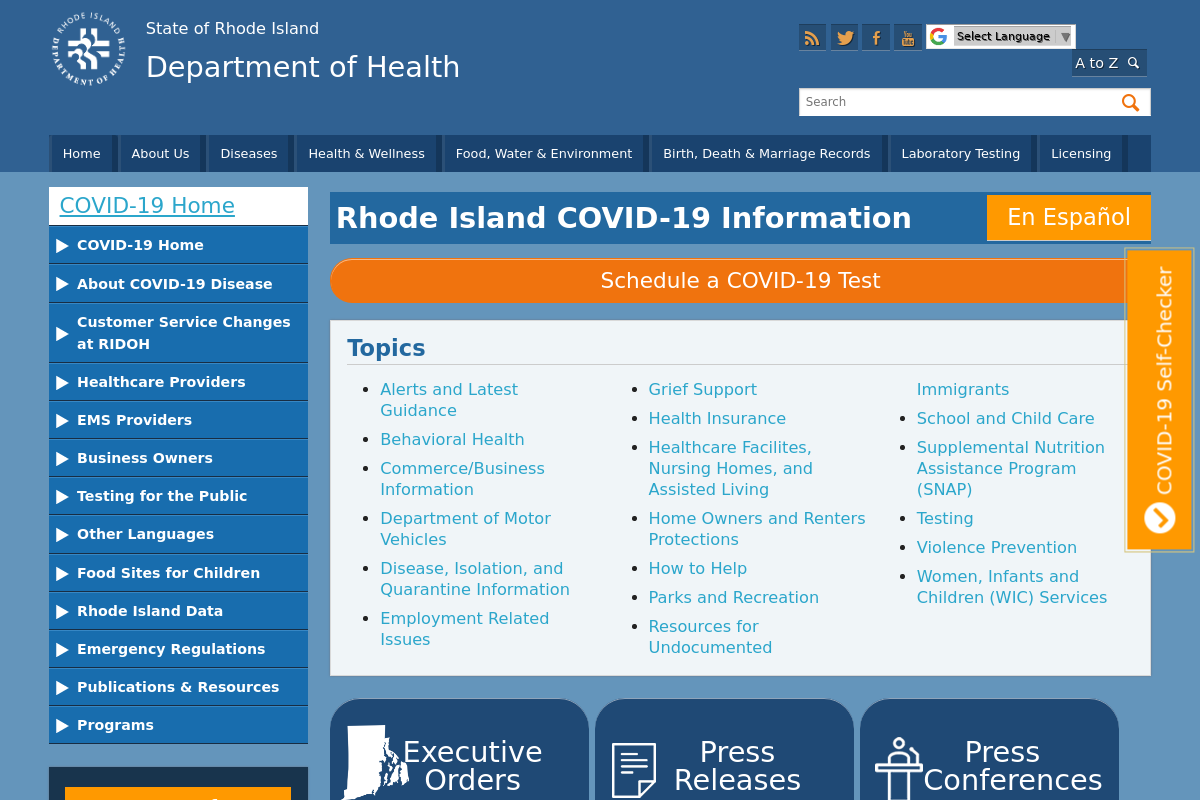 RHODE ISLAND
DEPARTMENT OF HEALTH
State of Rhode Island
Department of Health
You
Tube
Select Language
A to Z
Search
Home
About Us
Diseases
Health & Wellness
Food, Water & Environment
Birth, Death & Marriage Records
Laboratory Testing
Licensing
COVID-19 Home
COVID-19 Home
About COVID-19 Disease
Customer Service Changes
at RIDOH
Healthcare Providers
EMS Providers
Business Owners
Testing for the Public
Other Languages
Food Sites for Children
Rhode Island Data
Emergency Regulations
Publications & Resources
Programs
Rhode Island COVID-19 Information
En Español
Schedule a COVID-19 Test
Topics
Alerts and Latest
Guidance
Behavioral Health
Commerce/Business
Information
Department of Motor
Vehicles
Disease, Isolation, and
Quarantine Information
Employment Related
Issues
Grief Support
Health Insurance
Healthcare Facilites,
Nursing Homes, and
Assisted Living
Home Owners and Renters
Protections
How to Help
Parks and Recreation
Resources for
Undocumented
Immigrants
School and Child Care
Supplemental Nutrition
Assistance Program
(SNAP)
Testing
Violence Prevention
Women, Infants and
Children (WIC) Services
COVID-19 Self-Checker
Executive
Orders
Press
Releases
Press
Conferences